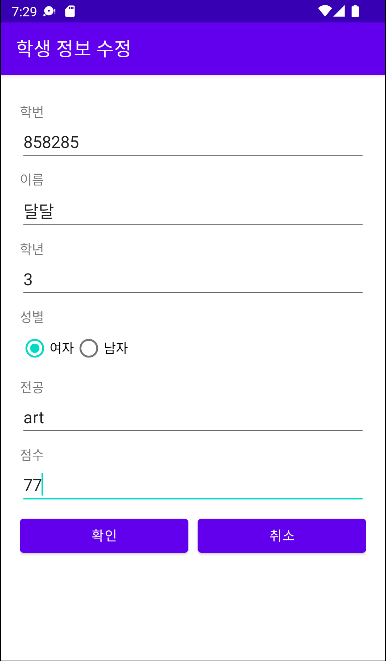 7:29
학생 정보 수정
학번
858285
이름
달달
학년
3
성별
여자 남자
전공
art
점수
77
확인 취소